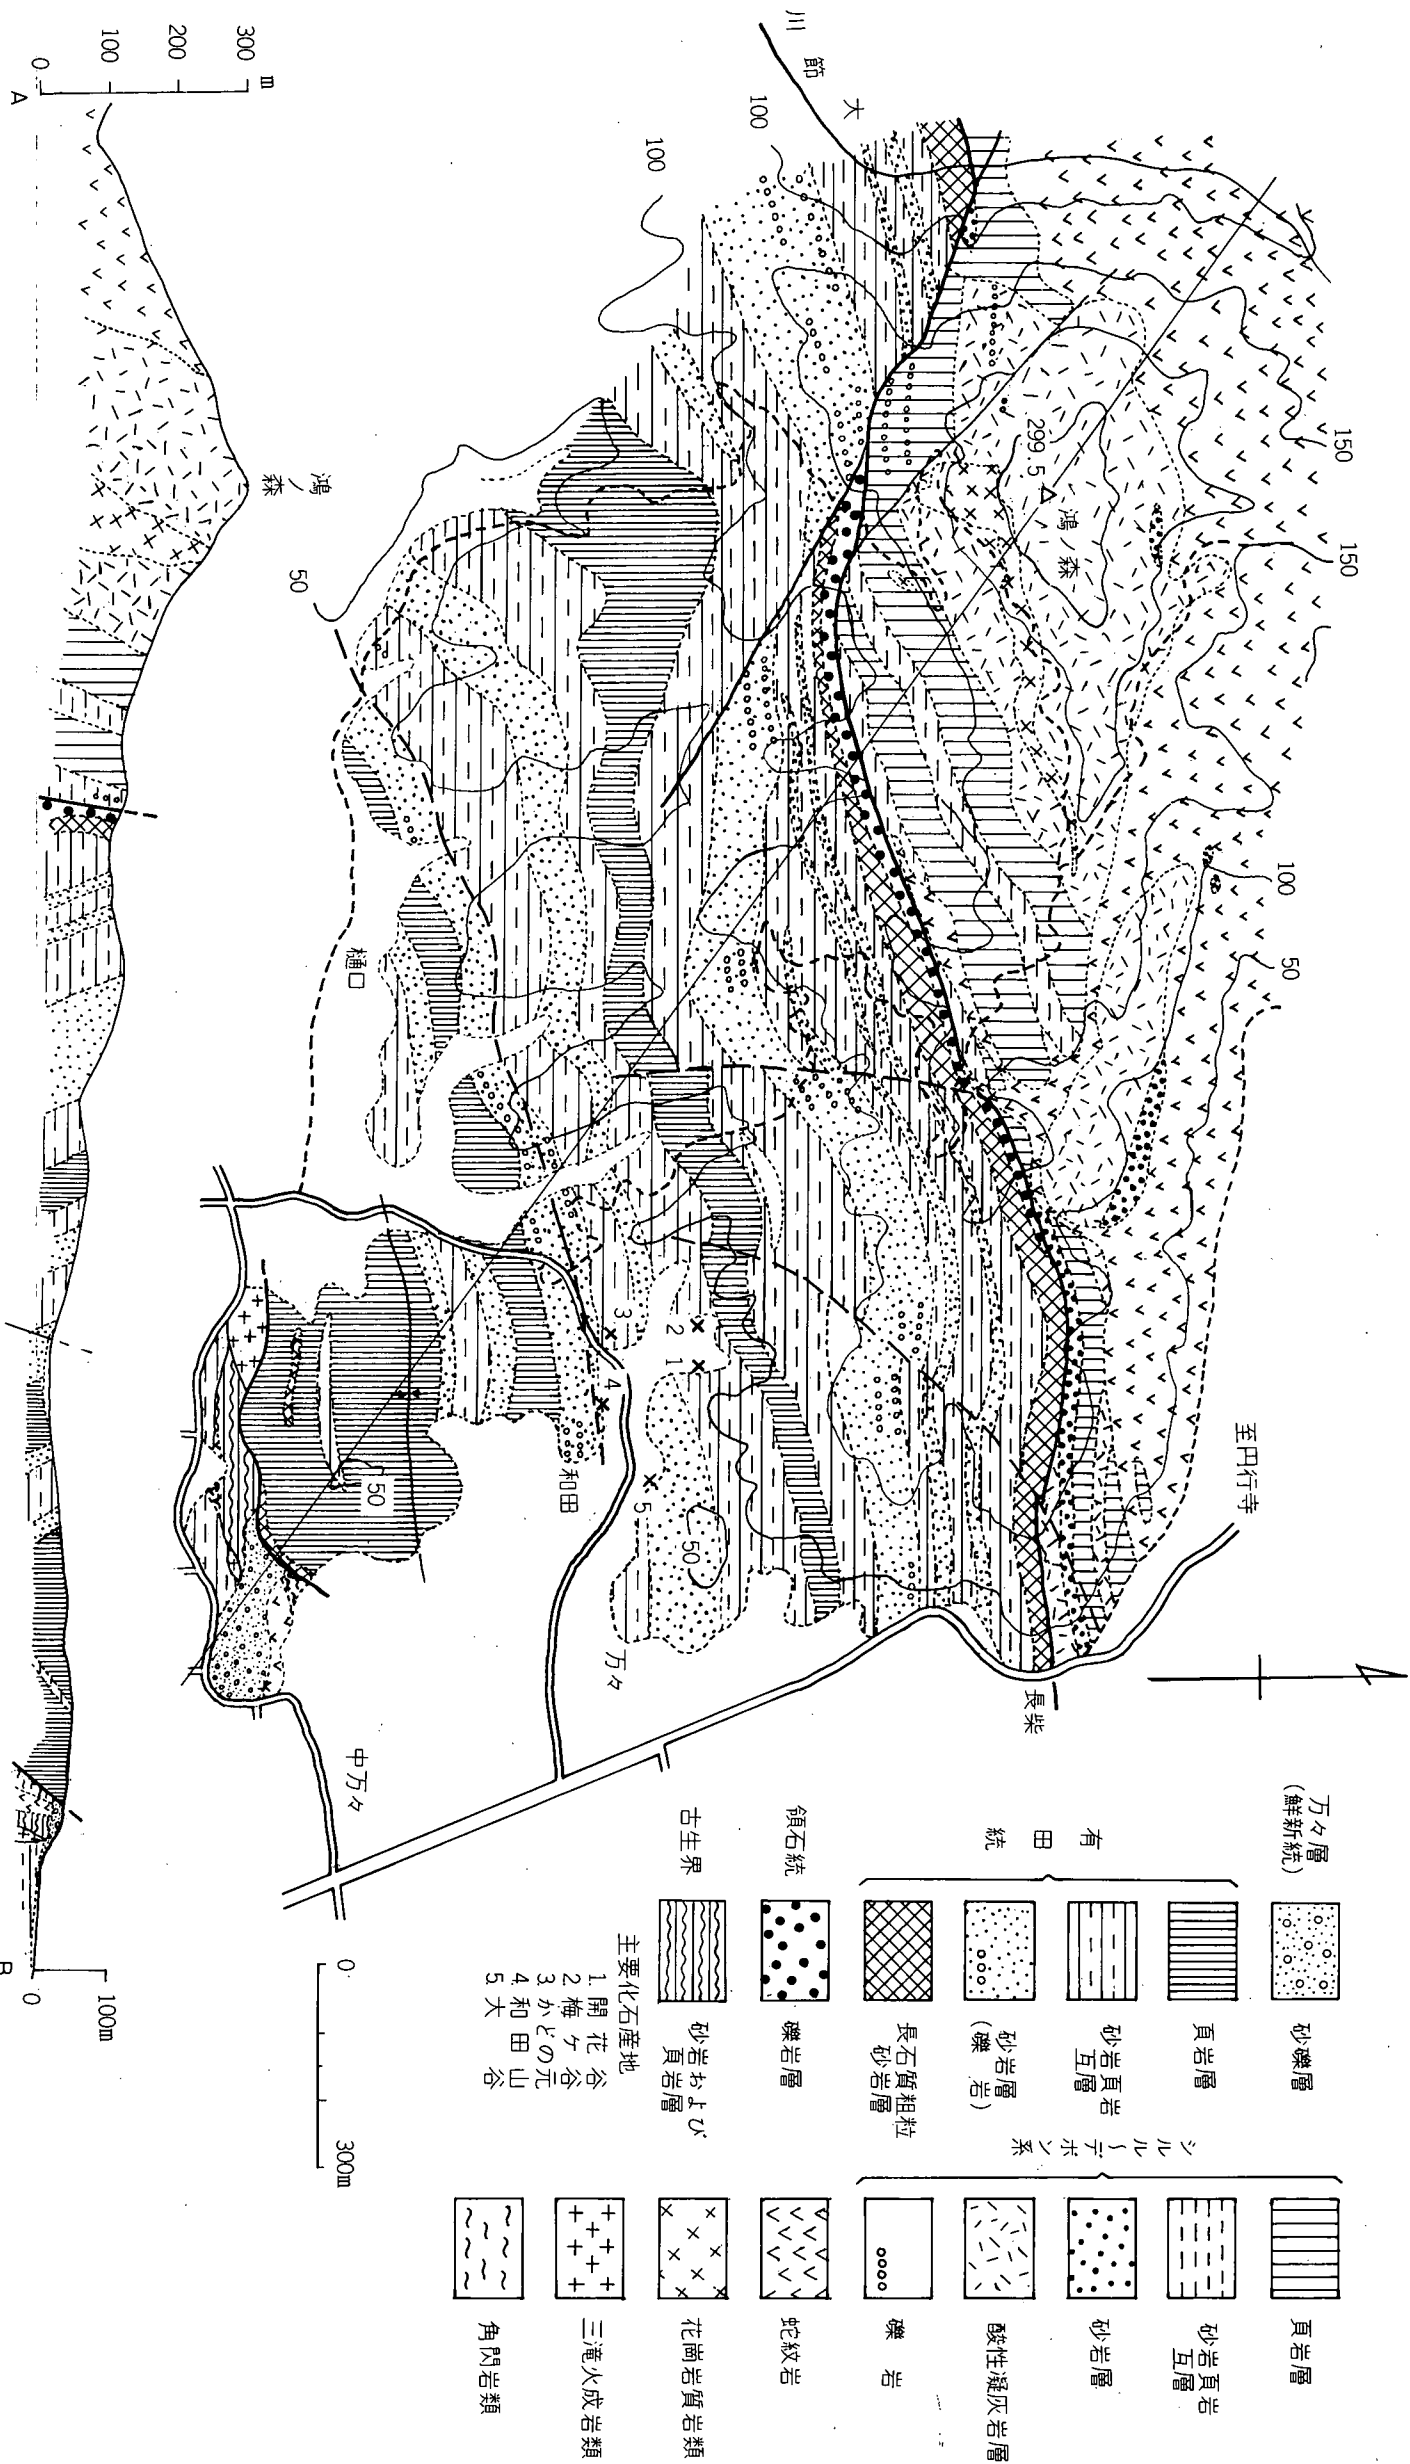 大節川
100
100
150
150
100
50
至円行寺
299.5
鴻ノ森
50
樋口
3
2
1
4
5
50
50
和田
万々
中万々
長柴
万々層
(鮮新統)
砂礫層
有田統
頁岩層
砂岩頁岩
互層
砂岩層
(礫岩)
長石質粗粒
砂岩層
領石統
礫岩層
古生界
砂岩および
頁岩層
シルル〜デボン系
頁岩層
砂岩頁岩
互層
砂岩層
酸性凝灰岩層
礫岩
蛇紋岩
花崗岩質岩類
三滝火成岩類
角閃岩類
主要化石産地
1. 開花谷
2. 梅ヶ谷
3. かどの元
4. 和田山
5. 大谷
0 300m
300 m
200
100
0
A
鴻ノ森
B
0
100m